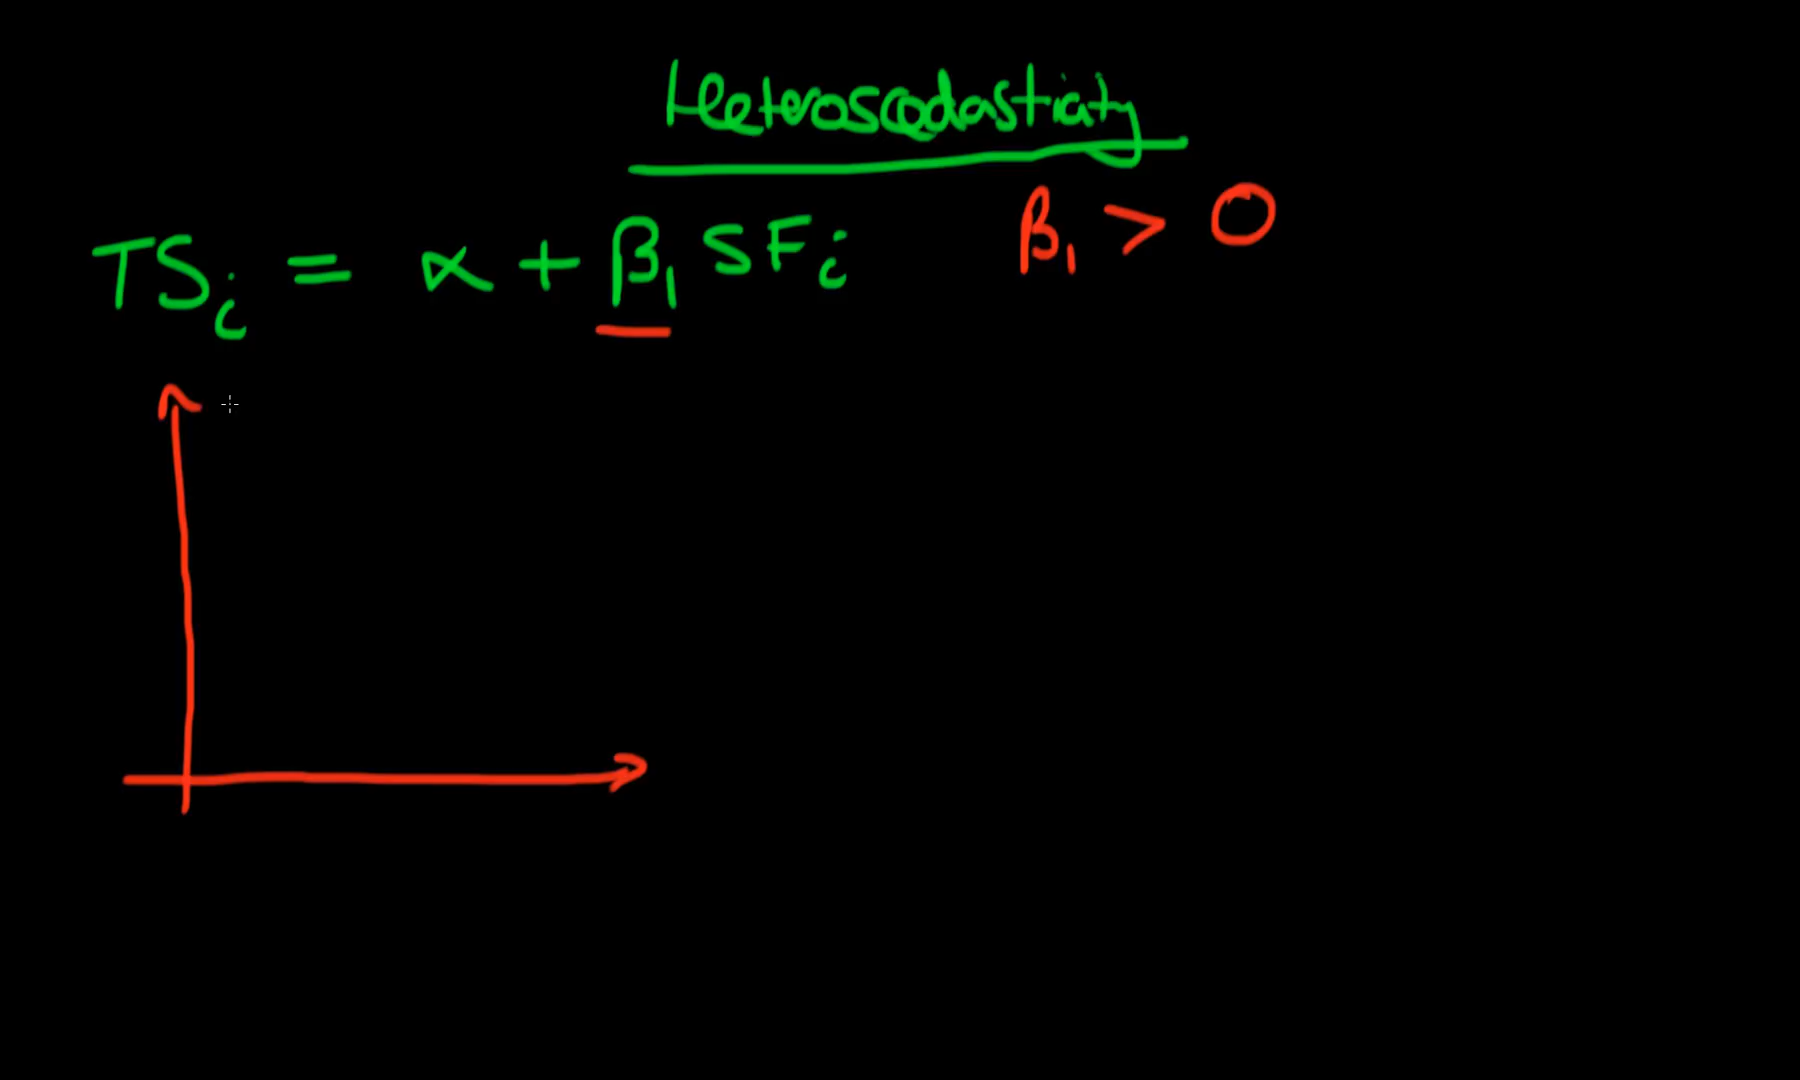 Heteroscedasticity
TSᵢ = α + β₁ SFᵢ
β₁ > 0